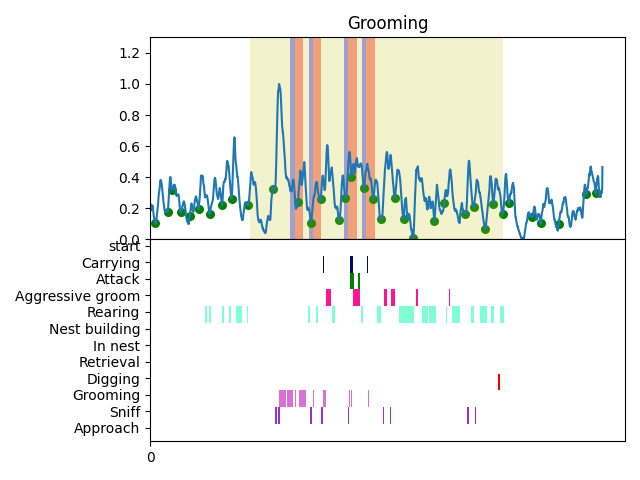 Grooming
1.2
1.0
0.8
0.6
0.4
0.2
0.0
start
Carrying
Attack
Aggressive groom
Rearing
Nest building
In nest
Retrieval
Digging
Grooming
Sniff
Approach
0